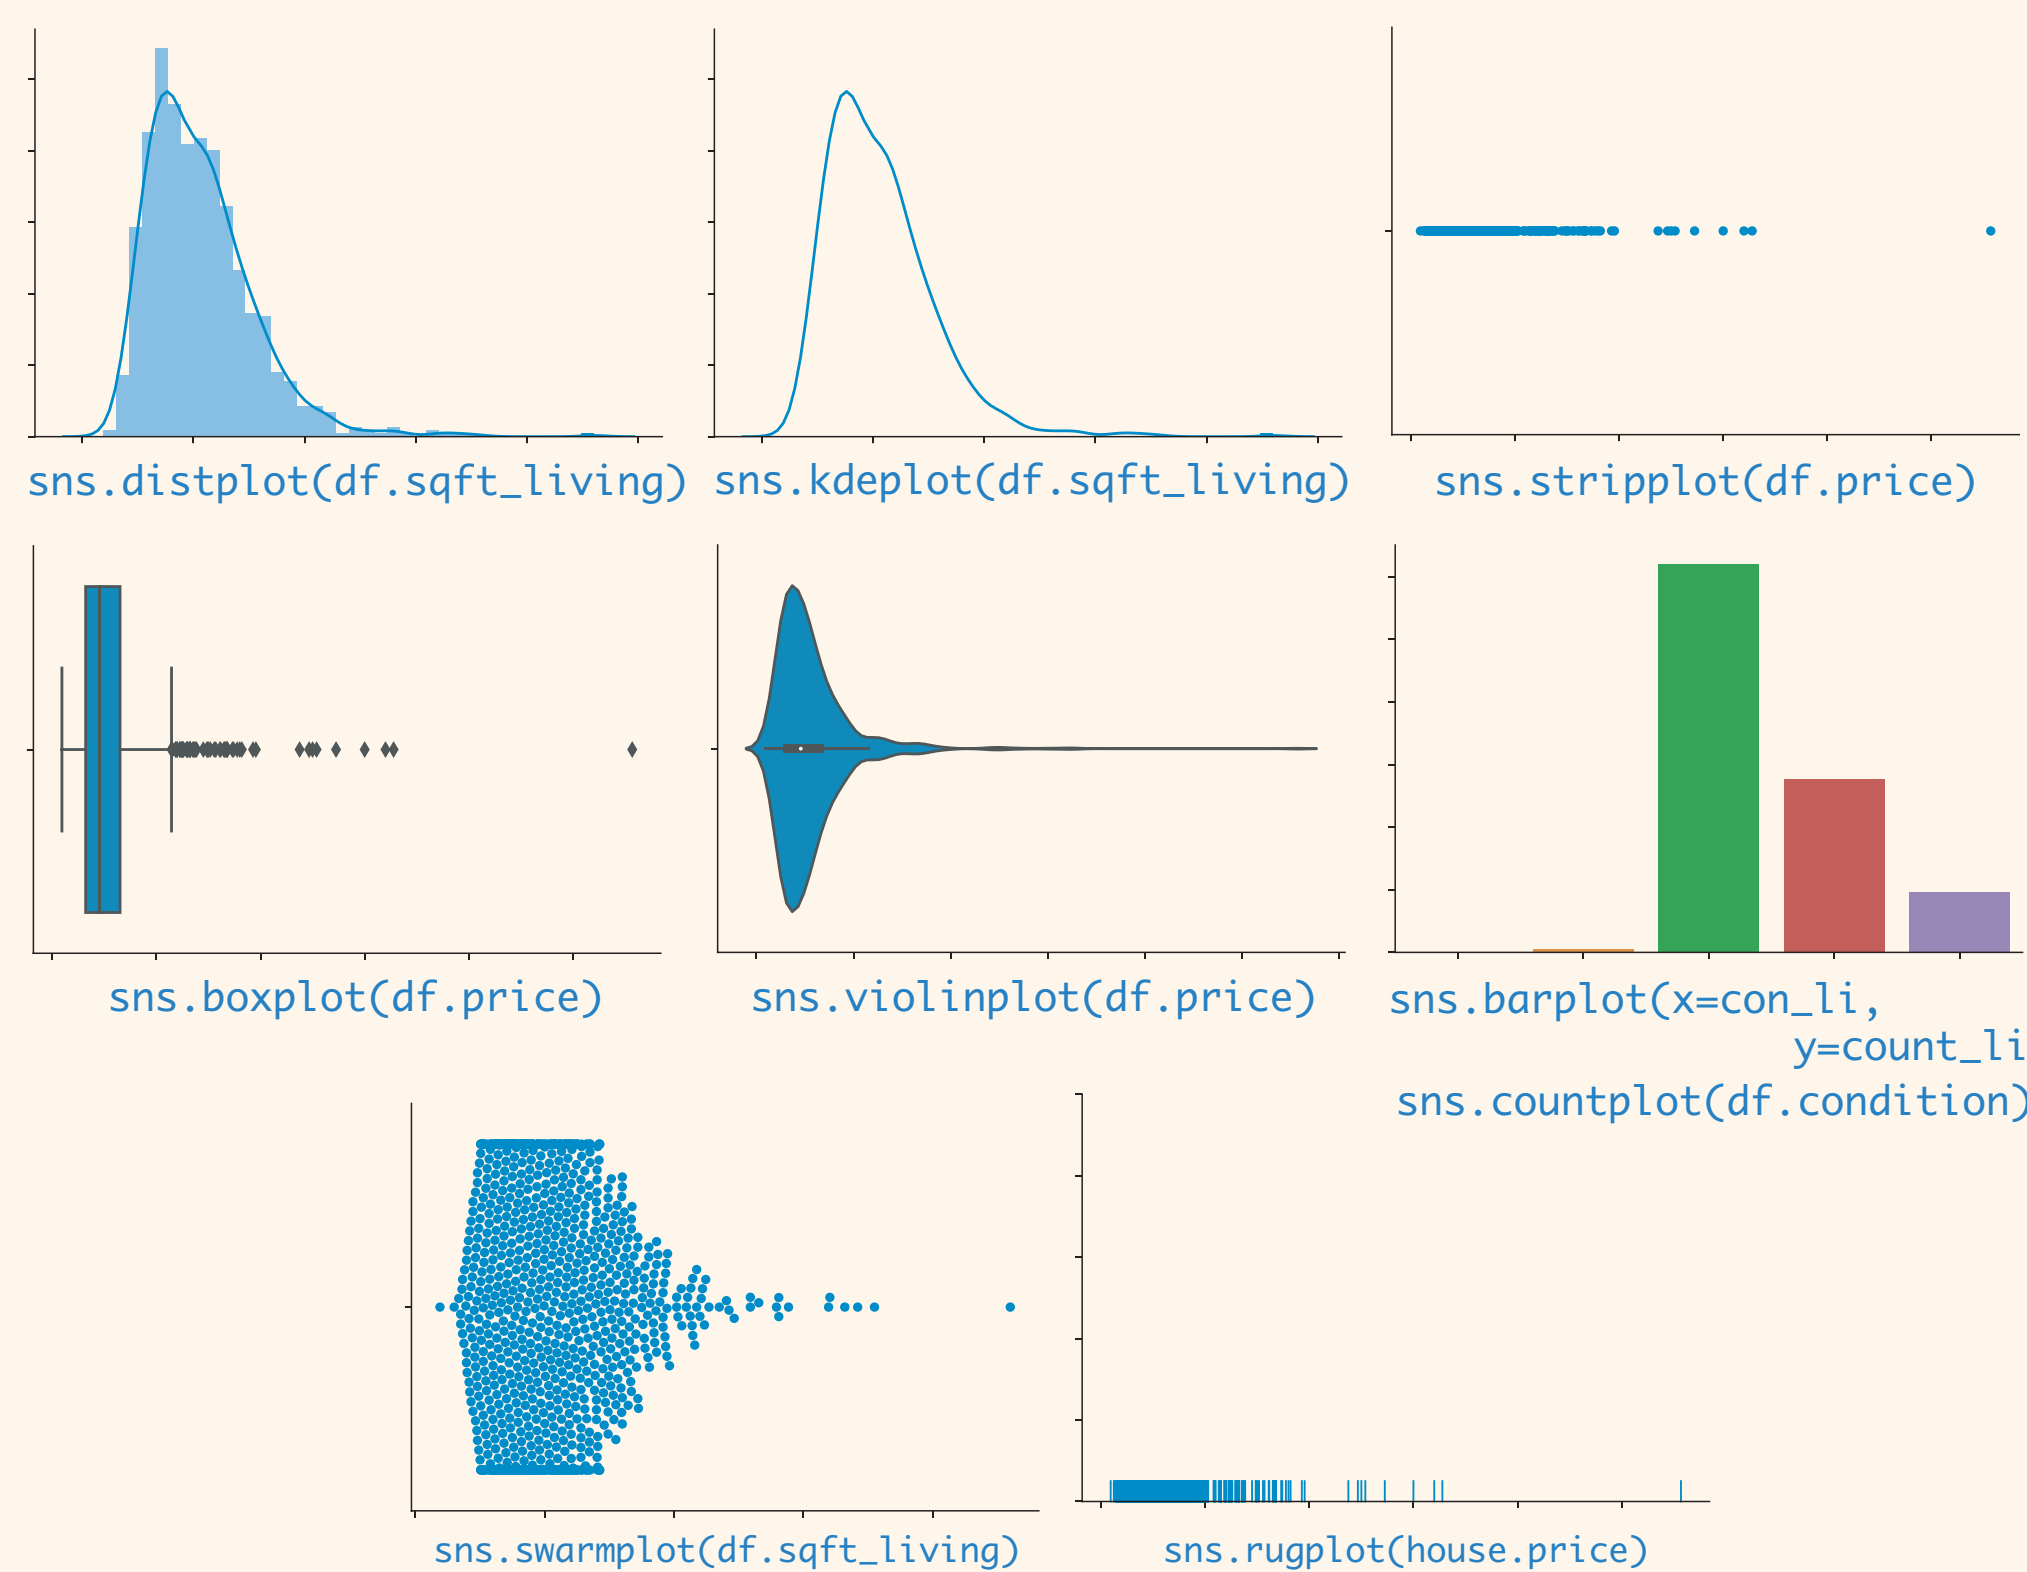 sns.distplot(df.sqft_living)
sns.kdeplot(df.sqft_living)
sns.stripplot(df.price)
sns.boxplot(df.price)
sns.violinplot(df.price)
sns.barplot(x=con_li,
y=count_li
sns.countplot(df.condition)
sns.swarmplot(df.sqft_living)
sns.rugplot(house.price)